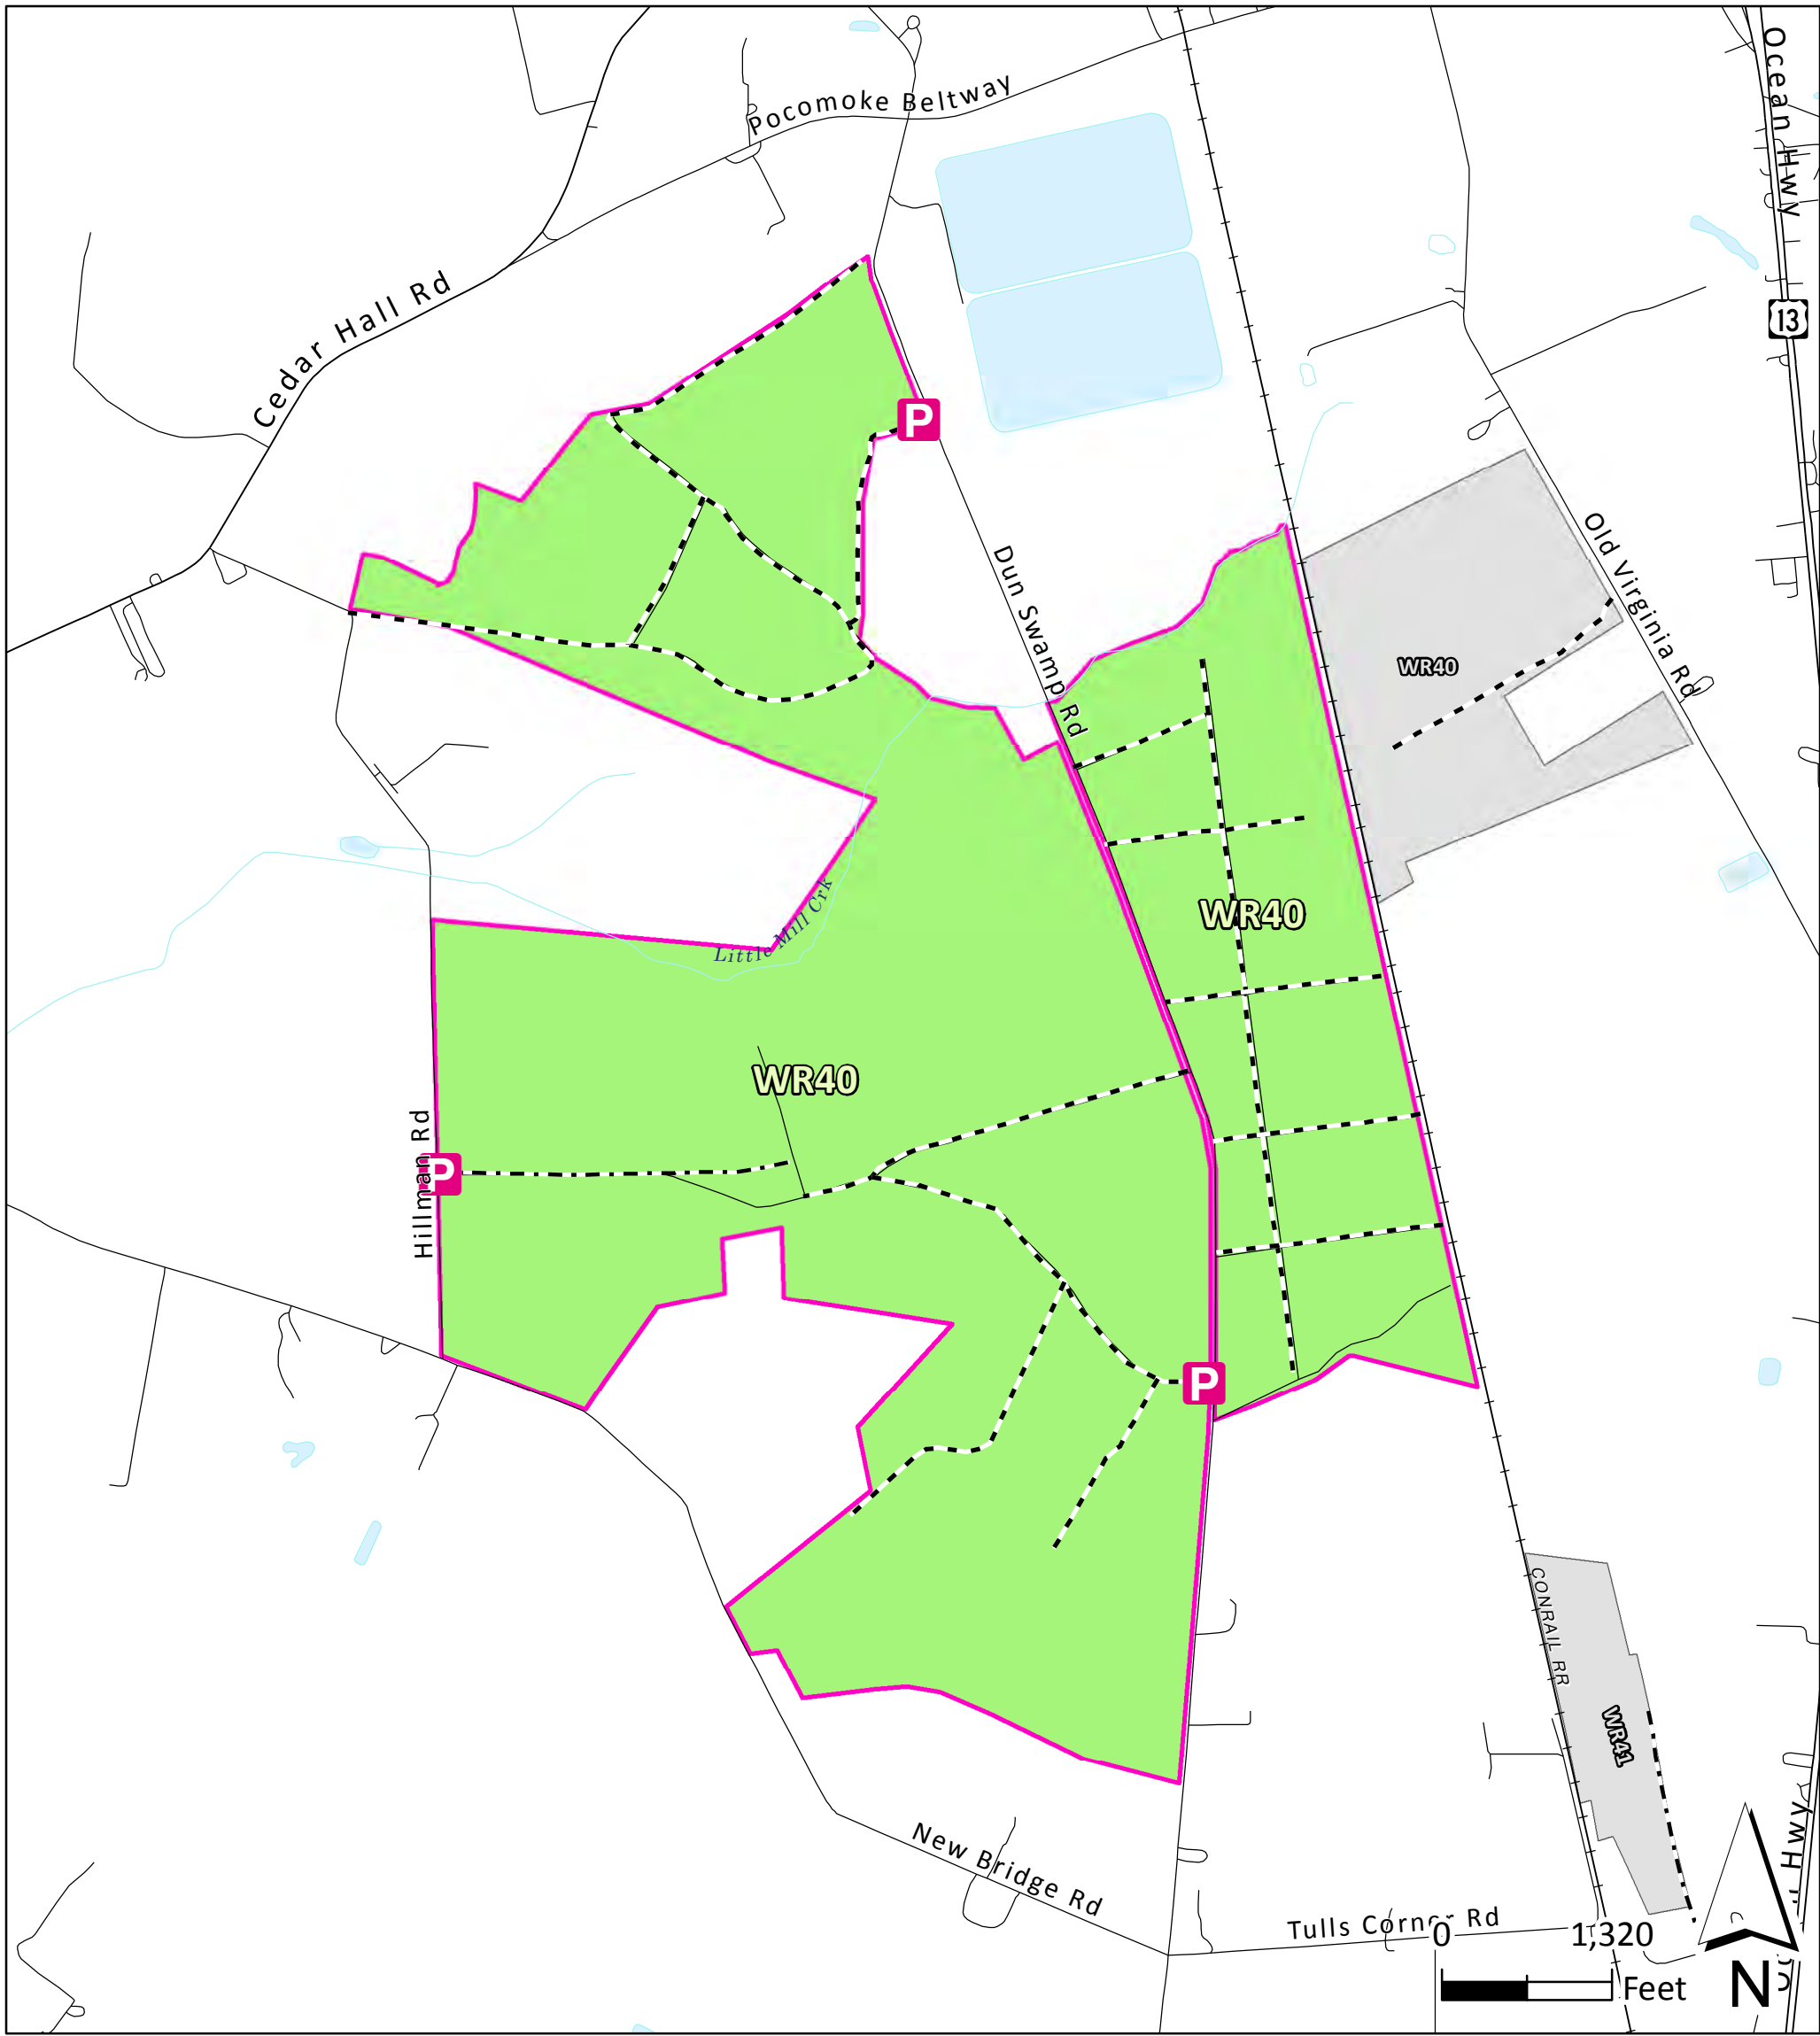 Ocean Hwy
Pocomoke Beltway
Cedar Hall Rd
13
P
Old Virginia Rd
Dun Swamp Rd
WR40
WR40
Little Mill Crk
WR40
Hillman Rd
P
P
CONRAIL RR
WR41
Hwy
New Bridge Rd
Tulls Corner Rd
0 1,320
Feet
N